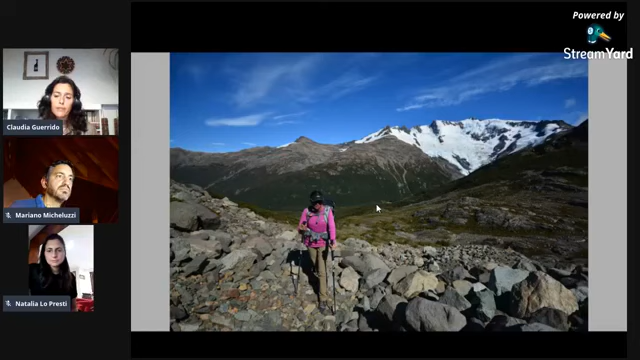 Powered by
StreamYard
Claudia Guerrido
Mariano Micheluzzi
Natalia Lo Presti